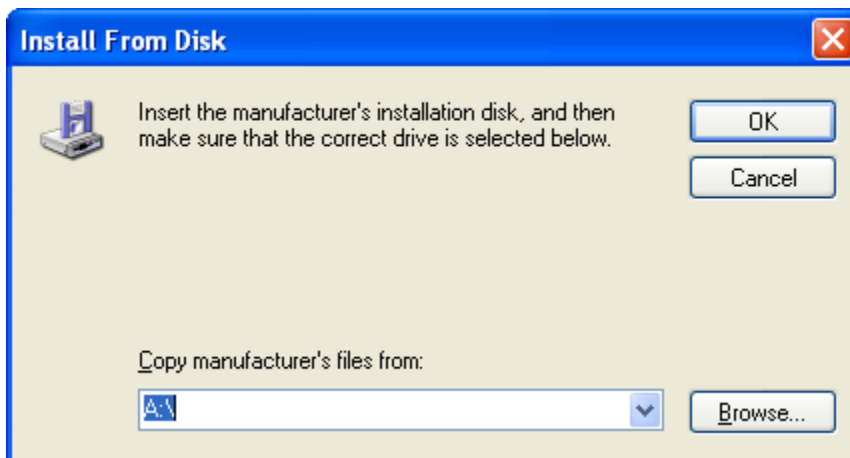 Install From Disk
Insert the manufacturer's installation disk, and then
make sure that the correct drive is selected below.
OK
Cancel
Copy manufacturer's files from:
A:\
Browse...